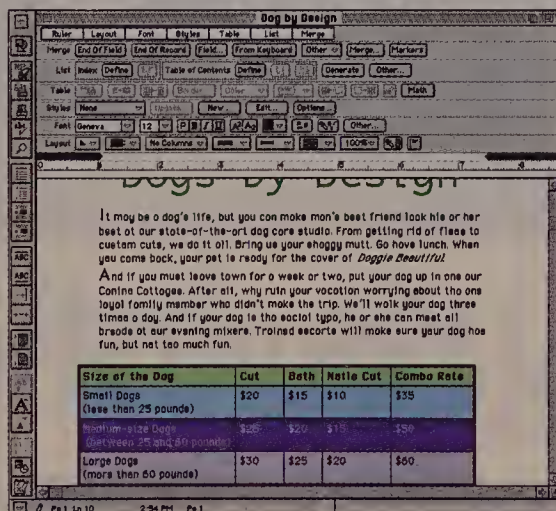 Dog by Design
Ruler Layout Font Styles Table List Merge
Merge End Of Field End Of Record Field... From Keyboard Other Merge... Markers
List Index Define Table of Contents Define Generate Other...
Table Border Color Math
Styles None Update New... Edit... Options...
Font Geneva 12 P B I U Other...
Layout No Columns 100%
Dogs by Design
It may be a dog's life, but you can make man's best friend look his or her
best at our state-of-the-art dog care studio. From getting rid of fleas to
custom cuts, we do it all. Bring us your shaggy mutt. Go have lunch. When
you come back, your pet is ready for the cover of Doggie Beautiful.
And if you must leave town for a week or two, put your dog up in one our
Canine Cottages. After all, why ruin your vacation worrying about the one
loyal family member who didn't make the trip. We'll walk your dog three
times a day. And if your dog is the social type, he or she can meet all
breeds at our evening mixers. Trained escorts will make sure your dog has
fun, but not too much fun.
Size of the Dog Cut Bath Nails Cut Combo Rate
Small Dogs $20 $15 $10 $35
(less than 25 pounds)
Medium-size Dogs $25 $20 $15 $50
(between 25 and 60 pounds)
Large Dogs $30 $25 $20 $60
(more than 60 pounds)
Pg 1 Ln 10 2:54 PM Pg 1